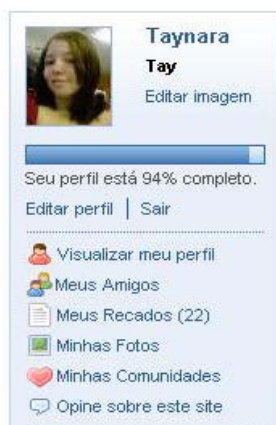 Taynara
Tay
Editar imagem
Seu perfil está 94% completo.
Editar perfil | Sair
Visualizar meu perfil
Meus Amigos
Meus Recados (22)
Minhas Fotos
Minhas Comunidades
Opine sobre este site